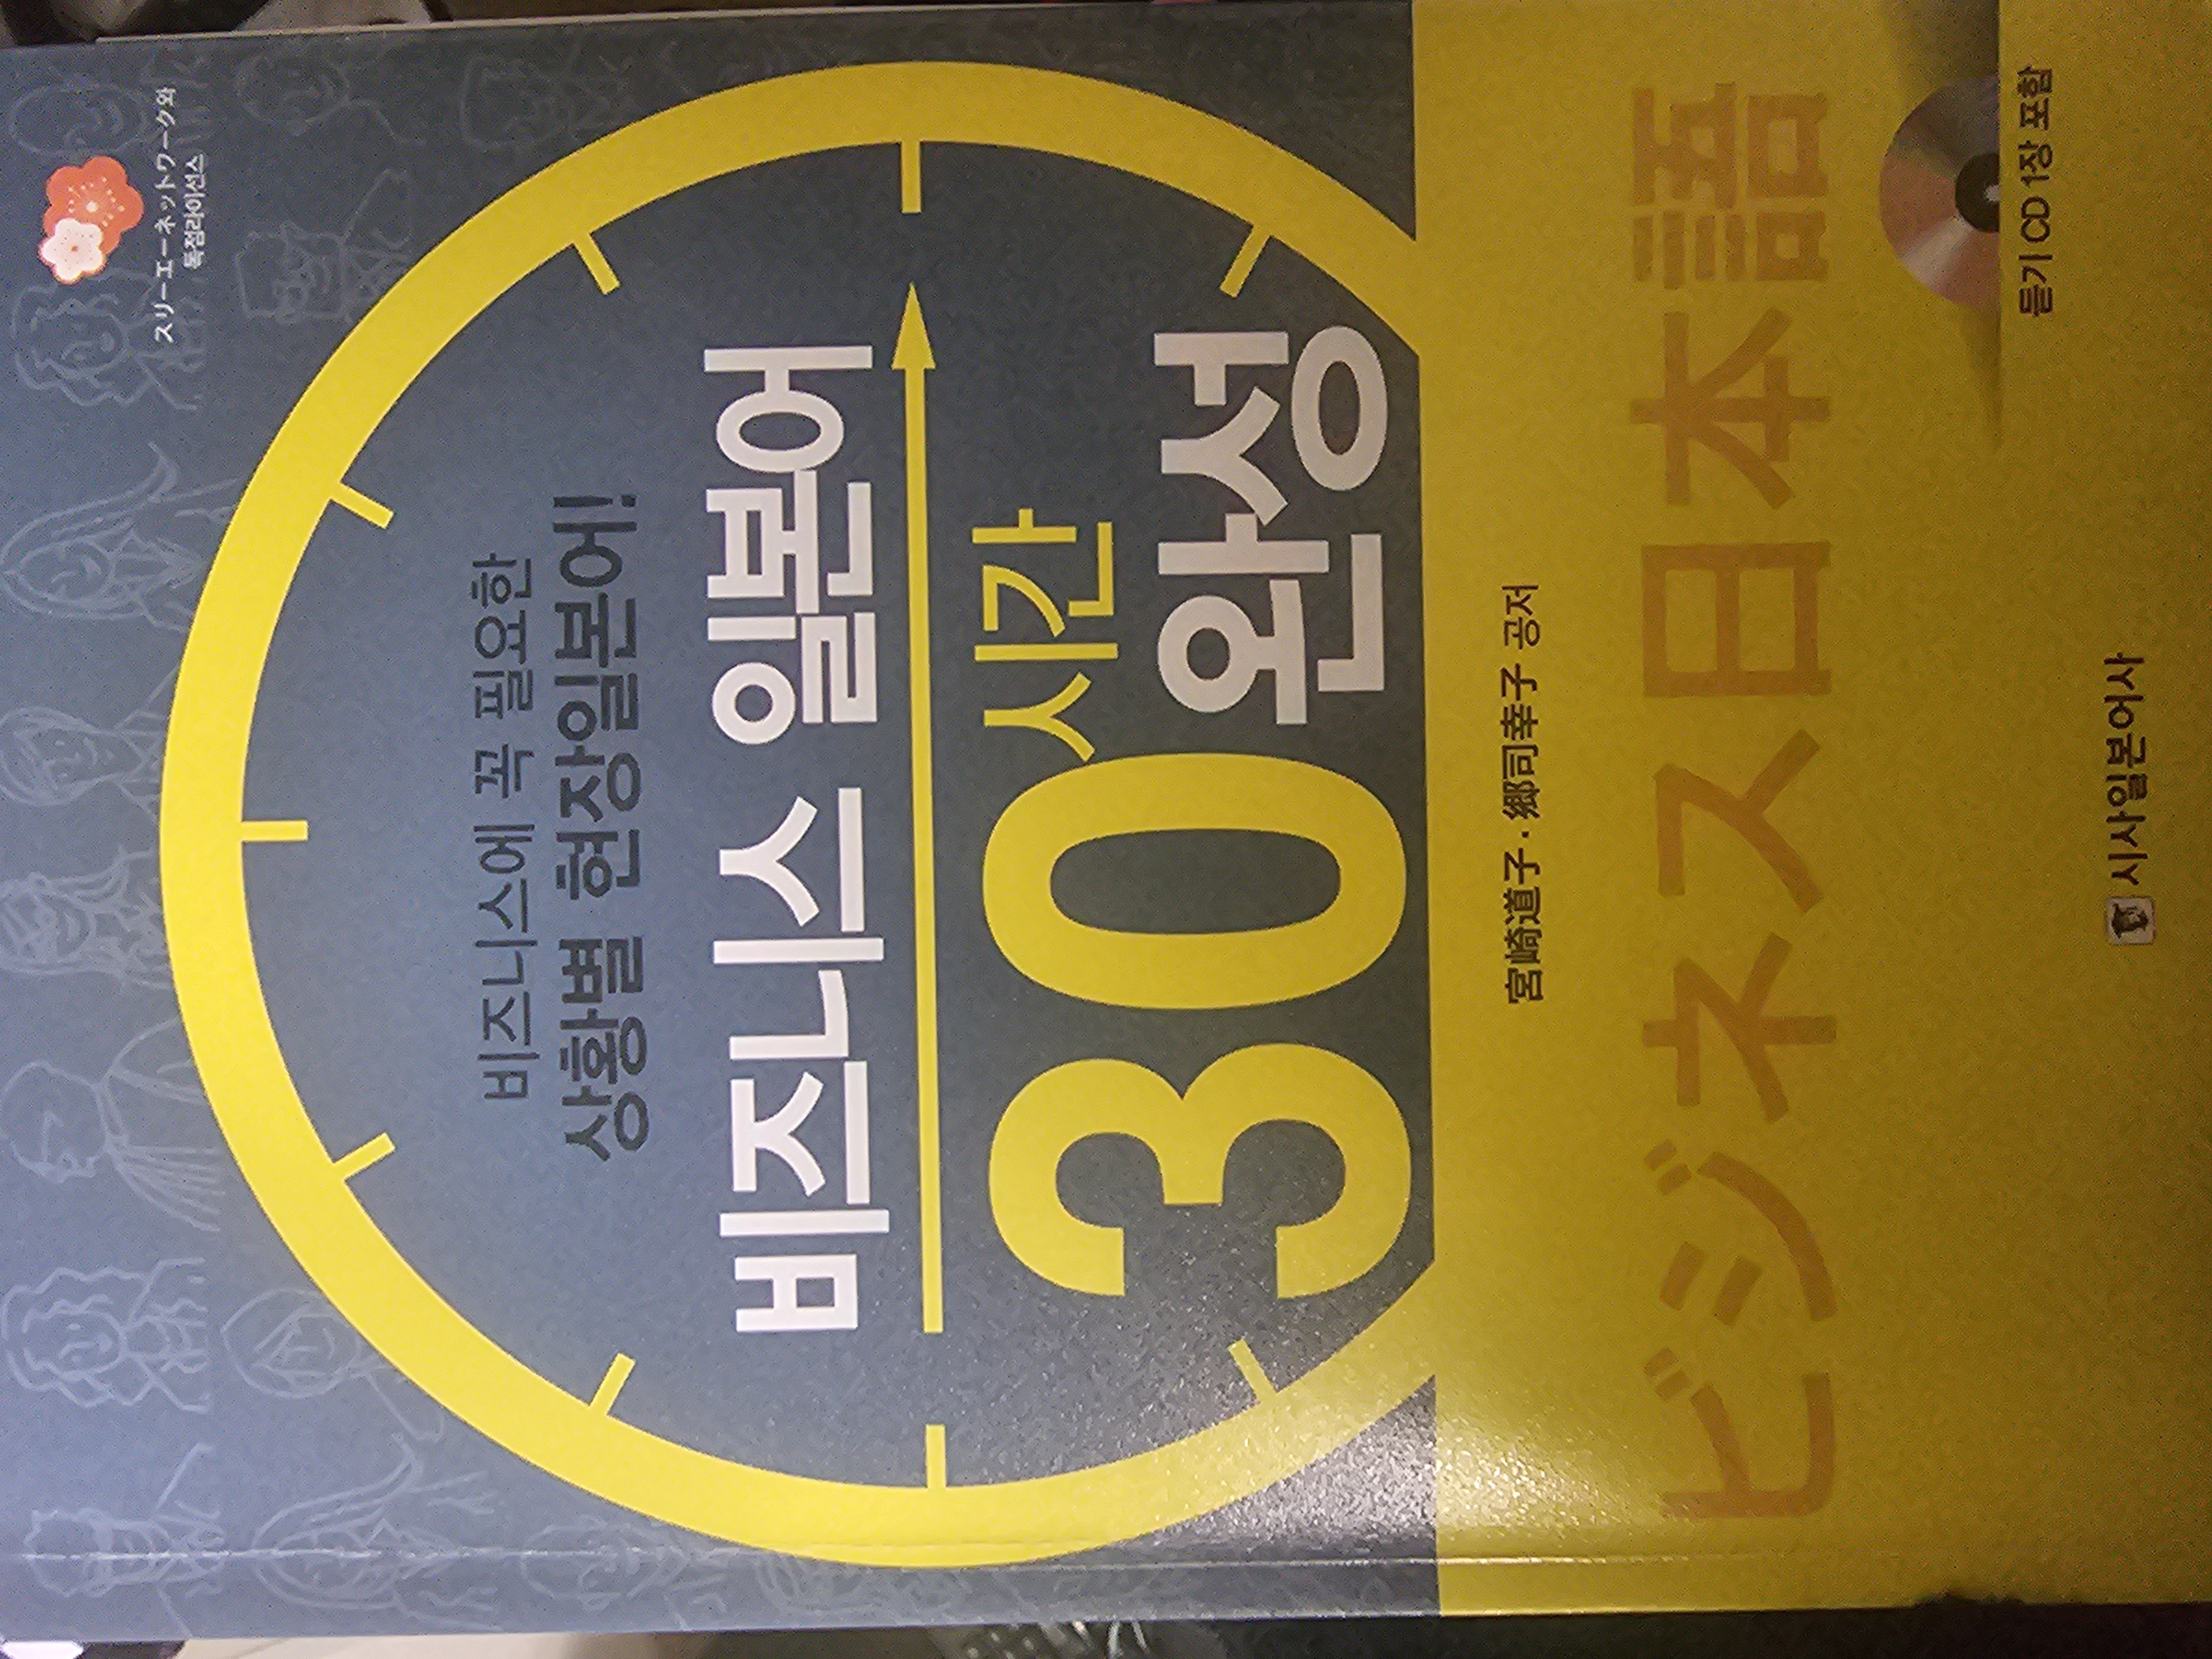 スリーエーネットワーク와
독점라이선스
비즈니스에 꼭 필요한
상황별 현장일본어!
비즈니스 일본어
30시간
완성
宮崎道子·郷司幸子 공저
ビジネス日本語
듣기 CD 1장 포함
시사일본어사